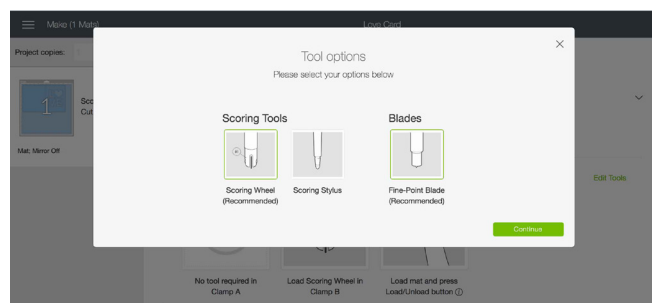 Make (1 Mats)
Love Card
Project copies:
Tool options
Please select your options below
Scoring Tools
Blades
1
Sco
Cut
Mat: Mirror Off
Scoring Wheel
(Recommended)
Scoring Stylus
Fine-Point Blade
(Recommended)
Edit Tools
Continue
No tool required in
Clamp A
Load Scoring Wheel in
Clamp B
Load mat and press
Load/Unload button